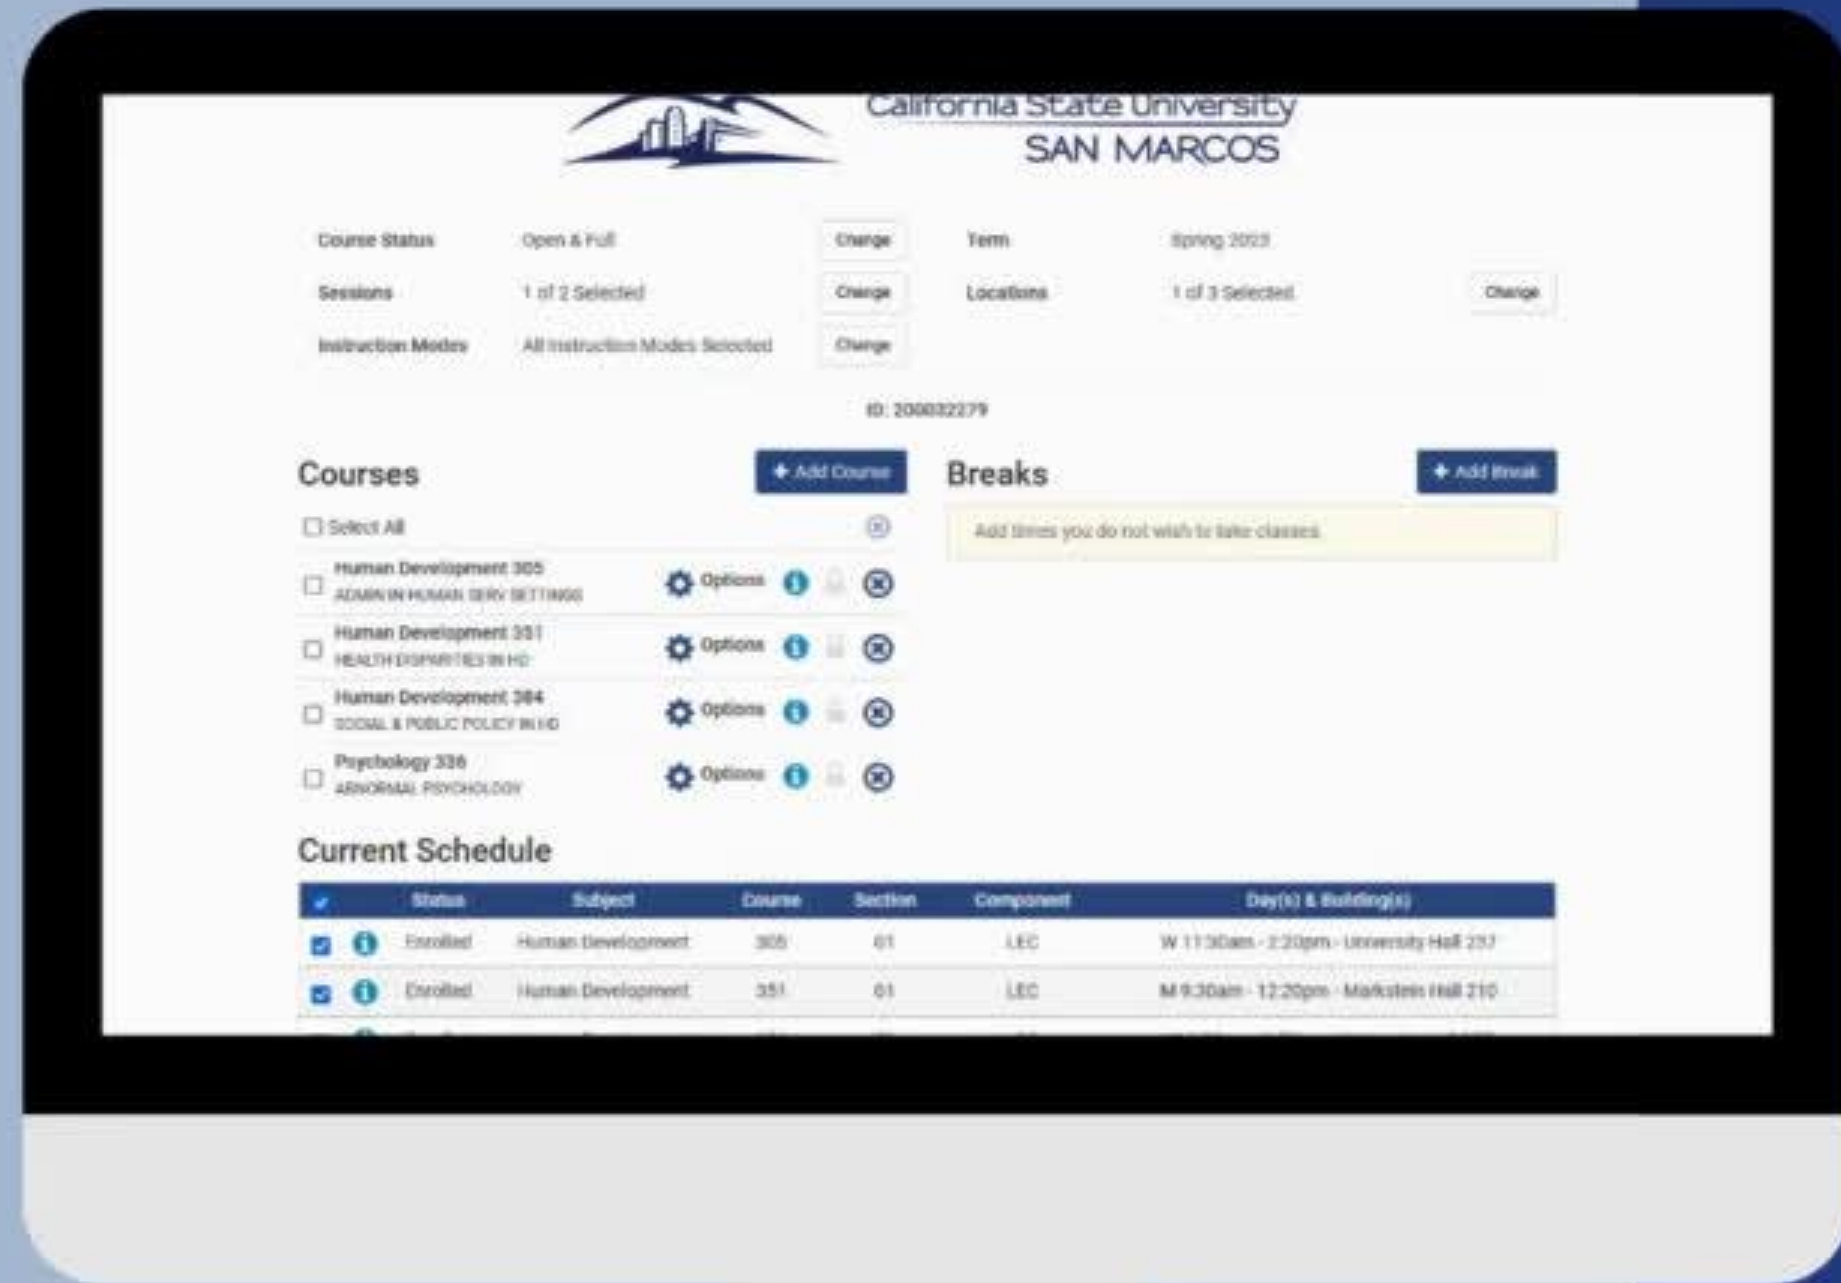 California State University
SAN MARCOS
Course Status Open & Full Change Term Spring 2023
Sessions 1 of 2 Selected Change Locations 1 of 3 Selected Change
Instruction Modes All Instruction Modes Selected Change
ID: 200032279
Courses + Add Course Breaks + Add Break
Select All Add times you do not wish to take classes.
Human Development 305 Options
ADMIN IN HUMAN SERV SETTINGS
Human Development 351 Options
HEALTH DISPARITIES IN HD
Human Development 384 Options
SOCIAL & PUBLIC POLICY IN HD
Psychology 336 Options
ABNORMAL PSYCHOLOGY
Current Schedule
Status Subject Course Section Component Day(s) & Building(s)
Enrolled Human Development 305 01 LEC W 11:30am - 2:20pm - University Hall 237
Enrolled Human Development 351 01 LEC M 9:30am - 12:20pm - Markstein Hall 210